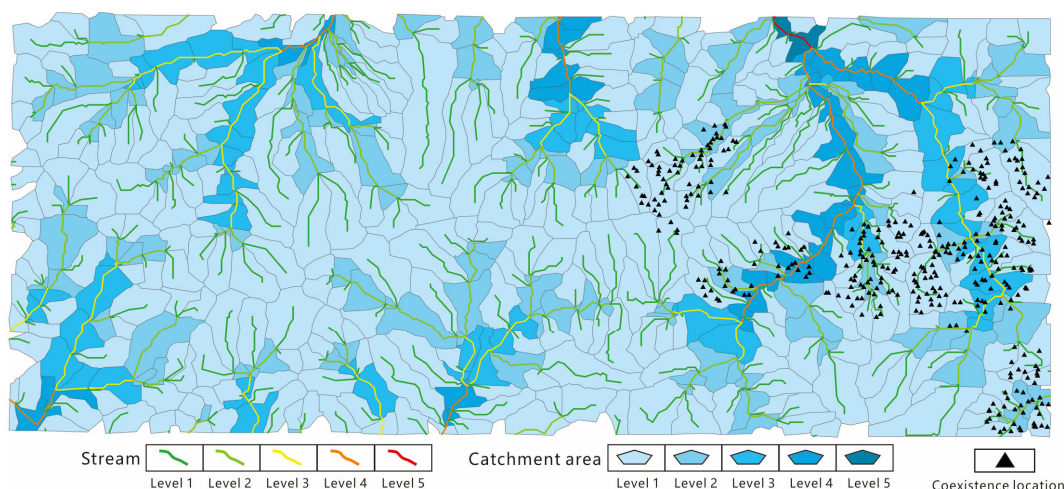 Stream
Level 1 Level 2 Level 3 Level 4 Level 5
Catchment area
Level 1 Level 2 Level 3 Level 4 Level 5
Coexistence location